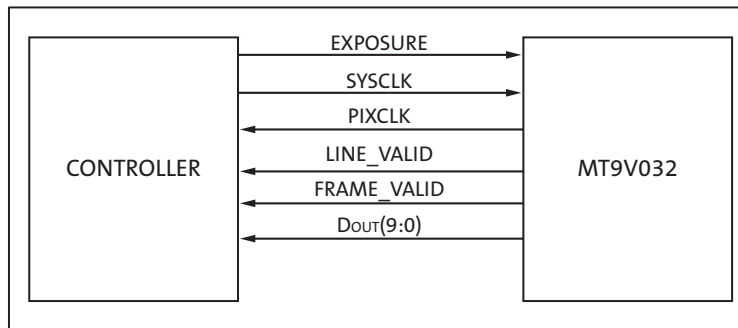 EXPOSURE
SYSCLK
PIXCLK
CONTROLLER
LINE_VALID
MT9V032
FRAME_VALID
DOUT(9:0)